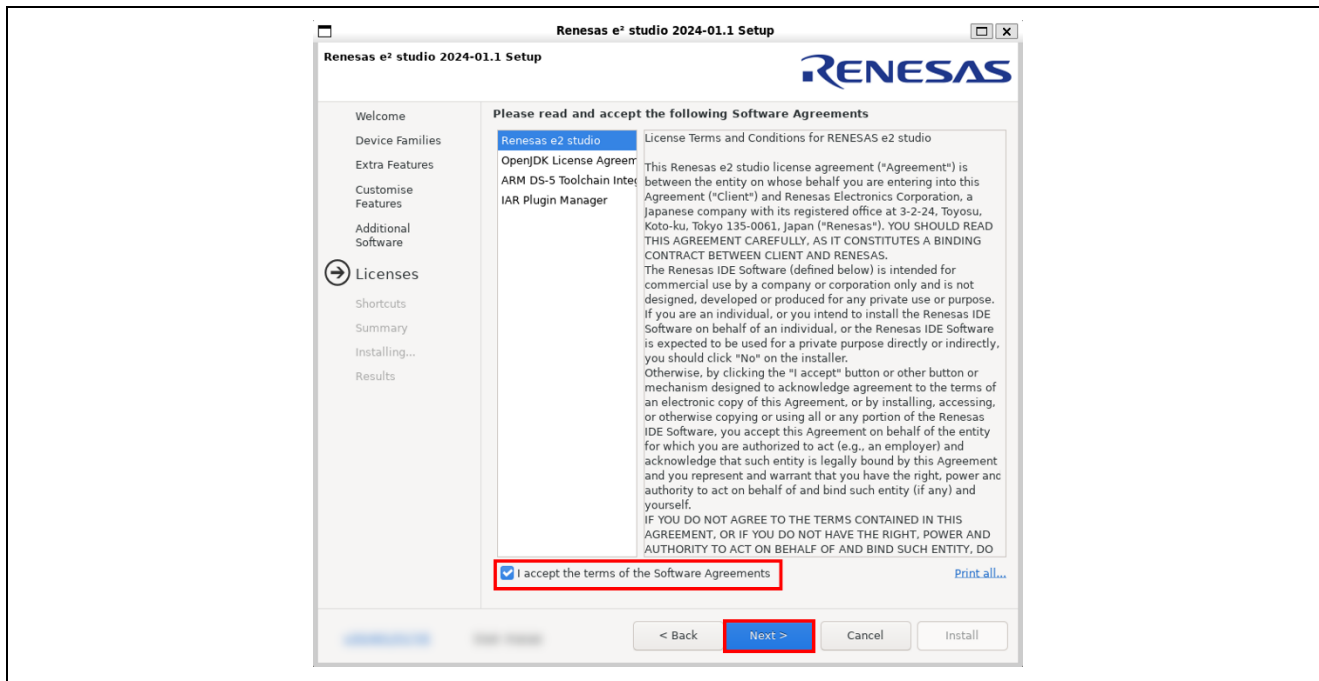 Renesas e² studio 2024-01.1 Setup
Renesas e² studio 2024-01.1 Setup
RENESAS
Welcome
Device Families
Extra Features
Customise
Features
Additional
Software
Licenses
Shortcuts
Summary
Installing...
Results
Please read and accept the following Software Agreements
Renesas e2 studio
OpenJDK License Agreem
ARM DS-5 Toolchain Integ
IAR Plugin Manager
License Terms and Conditions for RENESAS e2 studio
This Renesas e2 studio license agreement ("Agreement") is
between the entity on whose behalf you are entering into this
Agreement ("Client") and Renesas Electronics Corporation, a
Japanese company with its registered office at 3-2-24, Toyosu,
Koto-ku, Tokyo 135-0061, Japan ("Renesas"). YOU SHOULD READ
THIS AGREEMENT CAREFULLY, AS IT CONSTITUTES A BINDING
CONTRACT BETWEEN CLIENT AND RENESAS.
The Renesas IDE Software (defined below) is intended for
commercial use by a company or corporation only and is not
designed, developed or produced for any private use or purpose.
If you are an individual, or you intend to install the Renesas IDE
Software on behalf of an individual, or the Renesas IDE Software
is expected to be used for a private purpose directly or indirectly,
you should click "No" on the installer.
Otherwise, by clicking the "I accept" button or other button or
mechanism designed to acknowledge agreement to the terms of
an electronic copy of this Agreement, or by installing, accessing,
or otherwise copying or using all or any portion of the Renesas
IDE Software, you accept this Agreement on behalf of the entity
for which you are authorized to act (e.g., an employer) and
acknowledge that such entity is legally bound by this Agreement
and you represent and warrant that you have the right, power and
authority to act on behalf of and bind such entity (if any) and
yourself.
IF YOU DO NOT AGREE TO THE TERMS CONTAINED IN THIS
AGREEMENT, OR IF YOU DO NOT HAVE THE RIGHT, POWER AND
AUTHORITY TO ACT ON BEHALF OF AND BIND SUCH ENTITY, DO
I accept the terms of the Software Agreements
Print all...
< Back
Next >
Cancel
Install